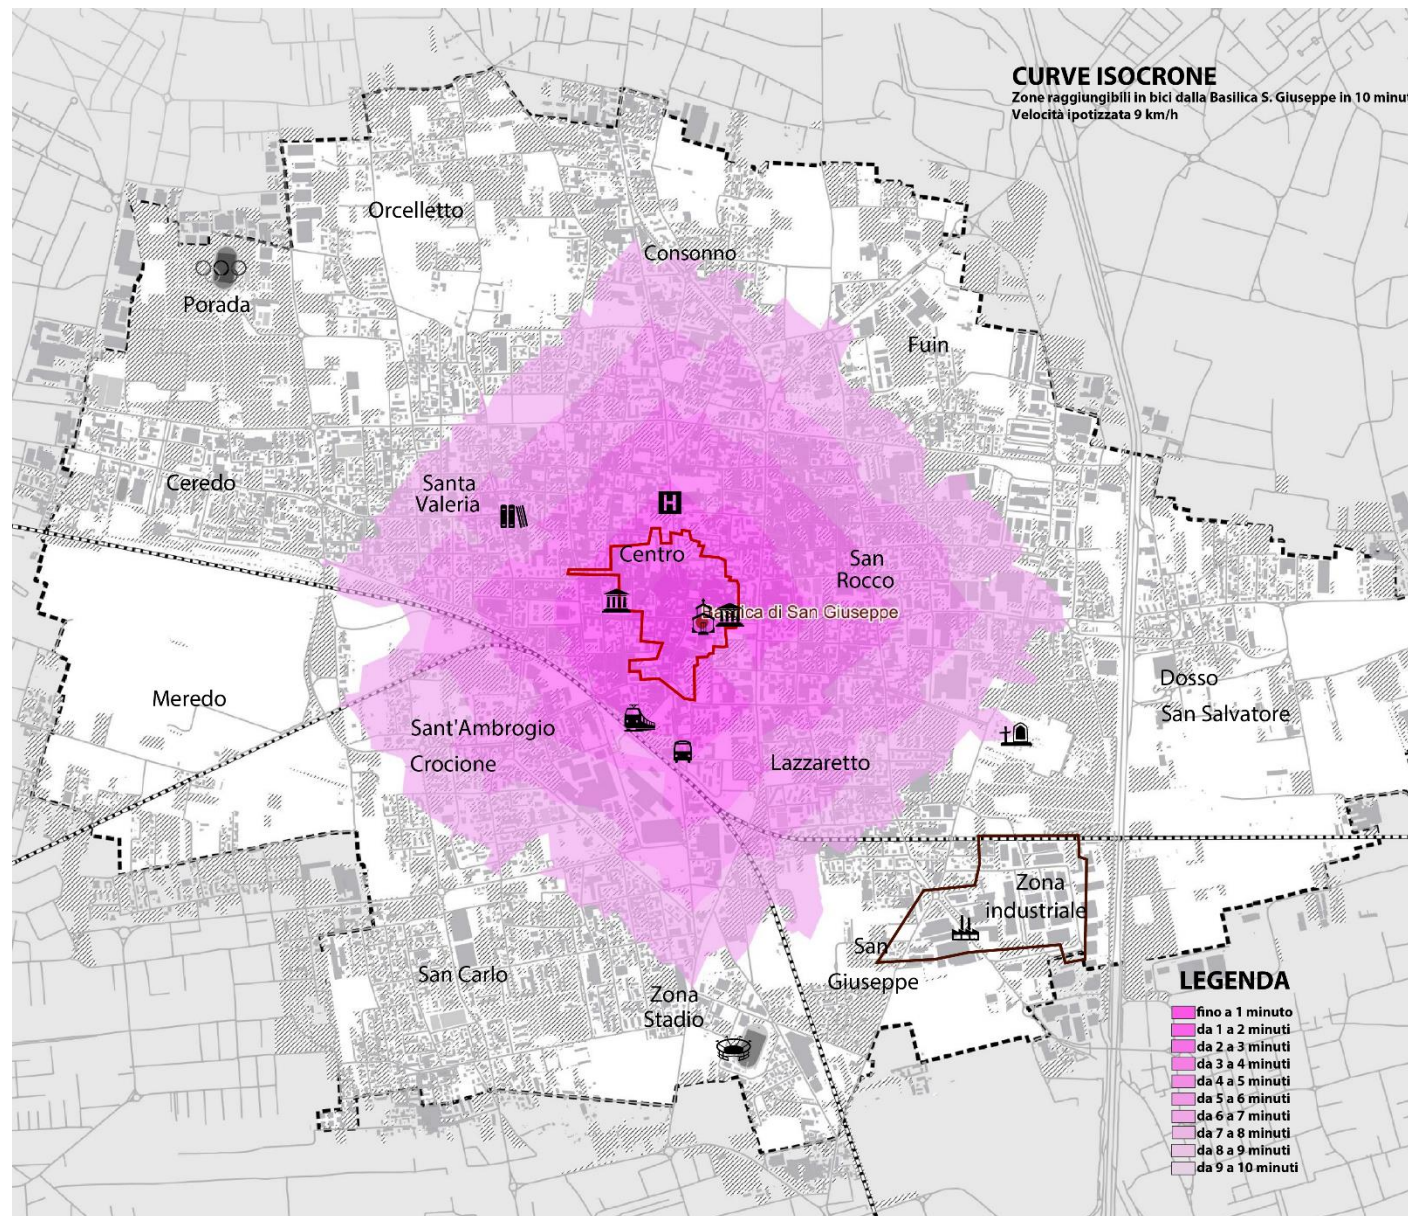 CURVE ISOCRONE
Zone raggiungibili in bici dalla Basilica S. Giuseppe in 10 minut
Velocità ipotizzata 9 km/h
Orcelletto
Consonno
Porada
Fuin
Ceredo
Santa
Valeria
H
Centro
San
Rocco
Basilica di San Giuseppe
Meredo
Dosso
San Salvatore
Sant'Ambrogio
Crocione
Lazzaretto
Zona
industriale
San
Giuseppe
San Carlo
Zona
Stadio
LEGENDA
fino a 1 minuto
da 1 a 2 minuti
da 2 a 3 minuti
da 3 a 4 minuti
da 4 a 5 minuti
da 5 a 6 minuti
da 6 a 7 minuti
da 7 a 8 minuti
da 8 a 9 minuti
da 9 a 10 minuti